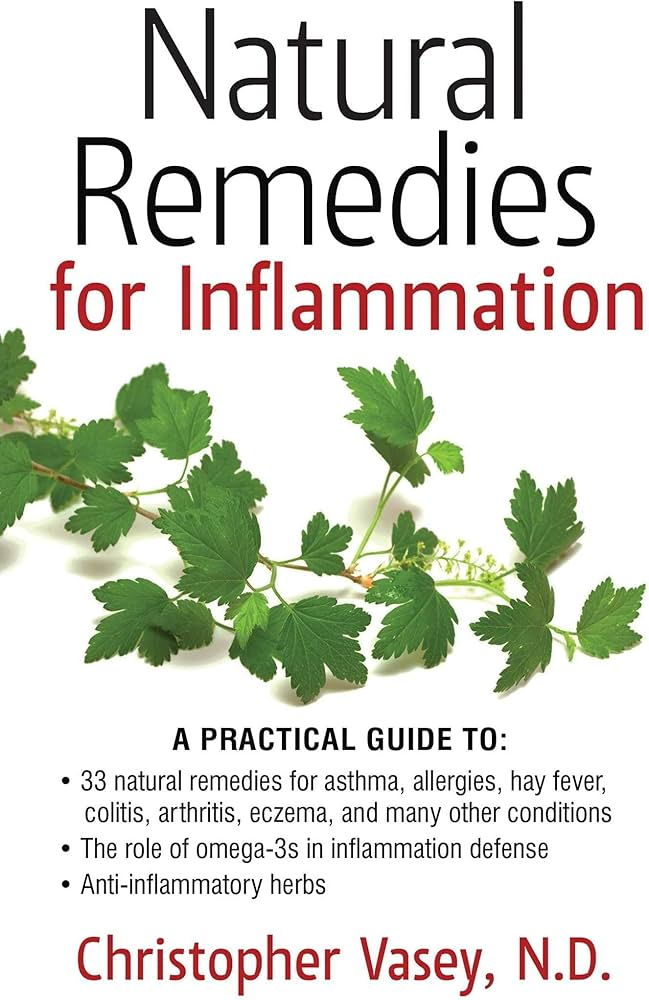 Natural
Remedies
for Inflammation
A PRACTICAL GUIDE TO:
• 33 natural remedies for asthma, allergies, hay fever,
colitis, arthritis, eczema, and many other conditions
• The role of omega-3s in inflammation defense
• Anti-inflammatory herbs
Christopher Vasey, N.D.